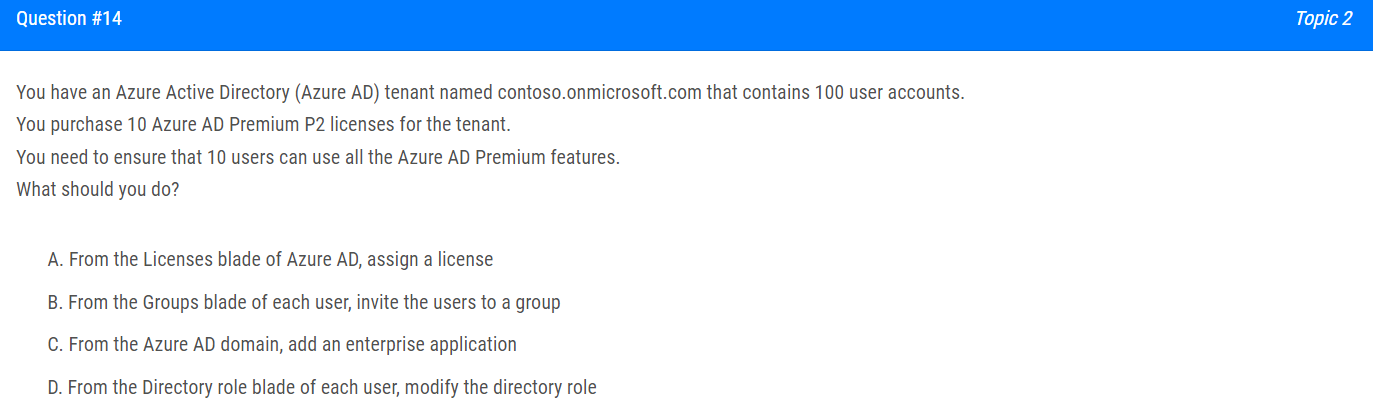 Question #14
Topic 2
You have an Azure Active Directory (Azure AD) tenant named contoso.onmicrosoft.com that contains 100 user accounts.
You purchase 10 Azure AD Premium P2 licenses for the tenant.
You need to ensure that 10 users can use all the Azure AD Premium features.
What should you do?
A. From the Licenses blade of Azure AD, assign a license
B. From the Groups blade of each user, invite the users to a group
C. From the Azure AD domain, add an enterprise application
D. From the Directory role blade of each user, modify the directory role